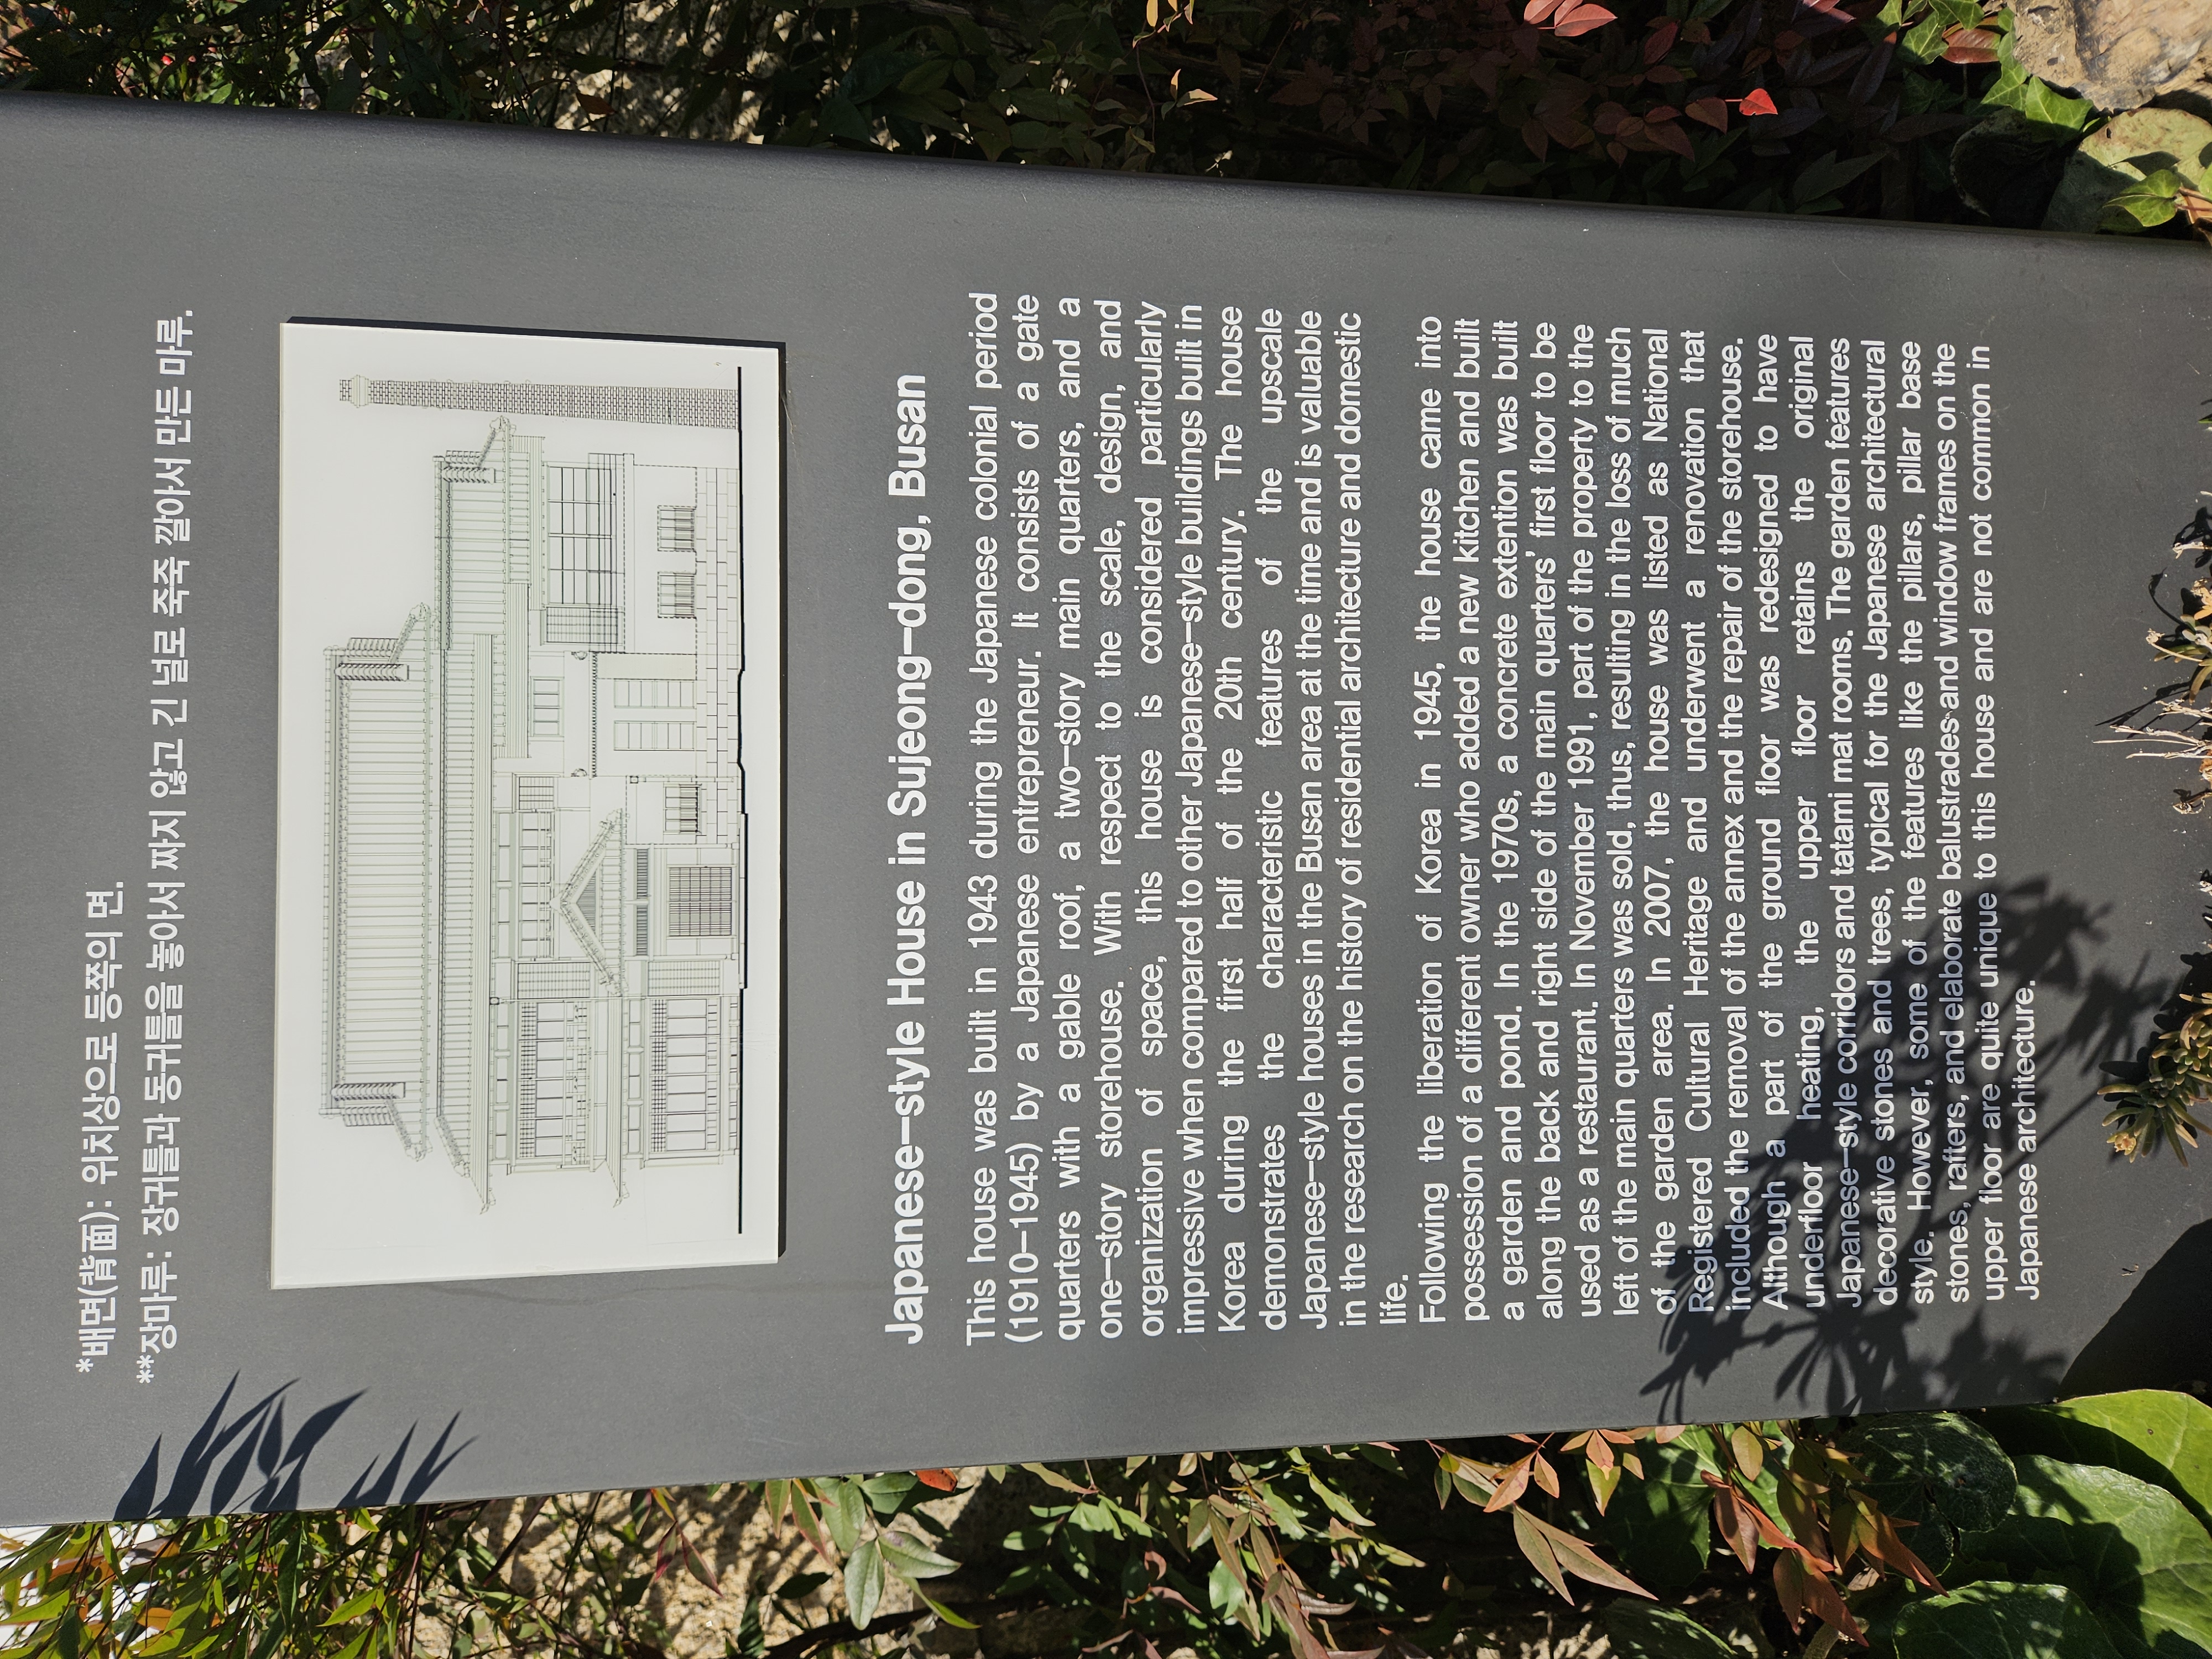 *배면(背面): 위치상으로 등쪽의 면.
**장마루: 장귀틀과 동귀틀을 놓아서 짜지 않고 긴 널로 죽죽 깔아서 만든 마루.
Japanese-style House in Sujeong-dong, Busan
This house was built in 1943 during the Japanese colonial period
(1910-1945) by a Japanese entrepreneur. It consists of a gate
quarters with a gable roof, a two-story main quarters, and a
one-story storehouse. With respect to the scale, design, and
organization of space, this house is considered particularly
impressive when compared to other Japanese-style buildings built in
Korea during the first half of the 20th century. The house
demonstrates the characteristic features of the upscale
Japanese-style houses in the Busan area at the time and is valuable
in the research on the history of residential architecture and domestic
life.
Following the liberation of Korea in 1945, the house came into
possession of a different owner who added a new kitchen and built
a garden and pond. In the 1970s, a concrete extention was built
along the back and right side of the main quarters' first floor to be
used as a restaurant. In November 1991, part of the property to the
left of the main quarters was sold, thus, resulting in the loss of much
of the garden area. In 2007, the house was listed as National
Registered Cultural Heritage and underwent a renovation that
included the removal of the annex and the repair of the storehouse.
Although a part of the ground floor was redesigned to have
underfloor heating, the upper floor retains the original
Japanese-style corridors and tatami mat rooms. The garden features
decorative stones and trees, typical for the Japanese architectural
style. However, some of the features like the pillars, pillar base
stones, rafters, and elaborate balustrades and window frames on the
upper floor are quite unique to this house and are not common in
Japanese architecture.